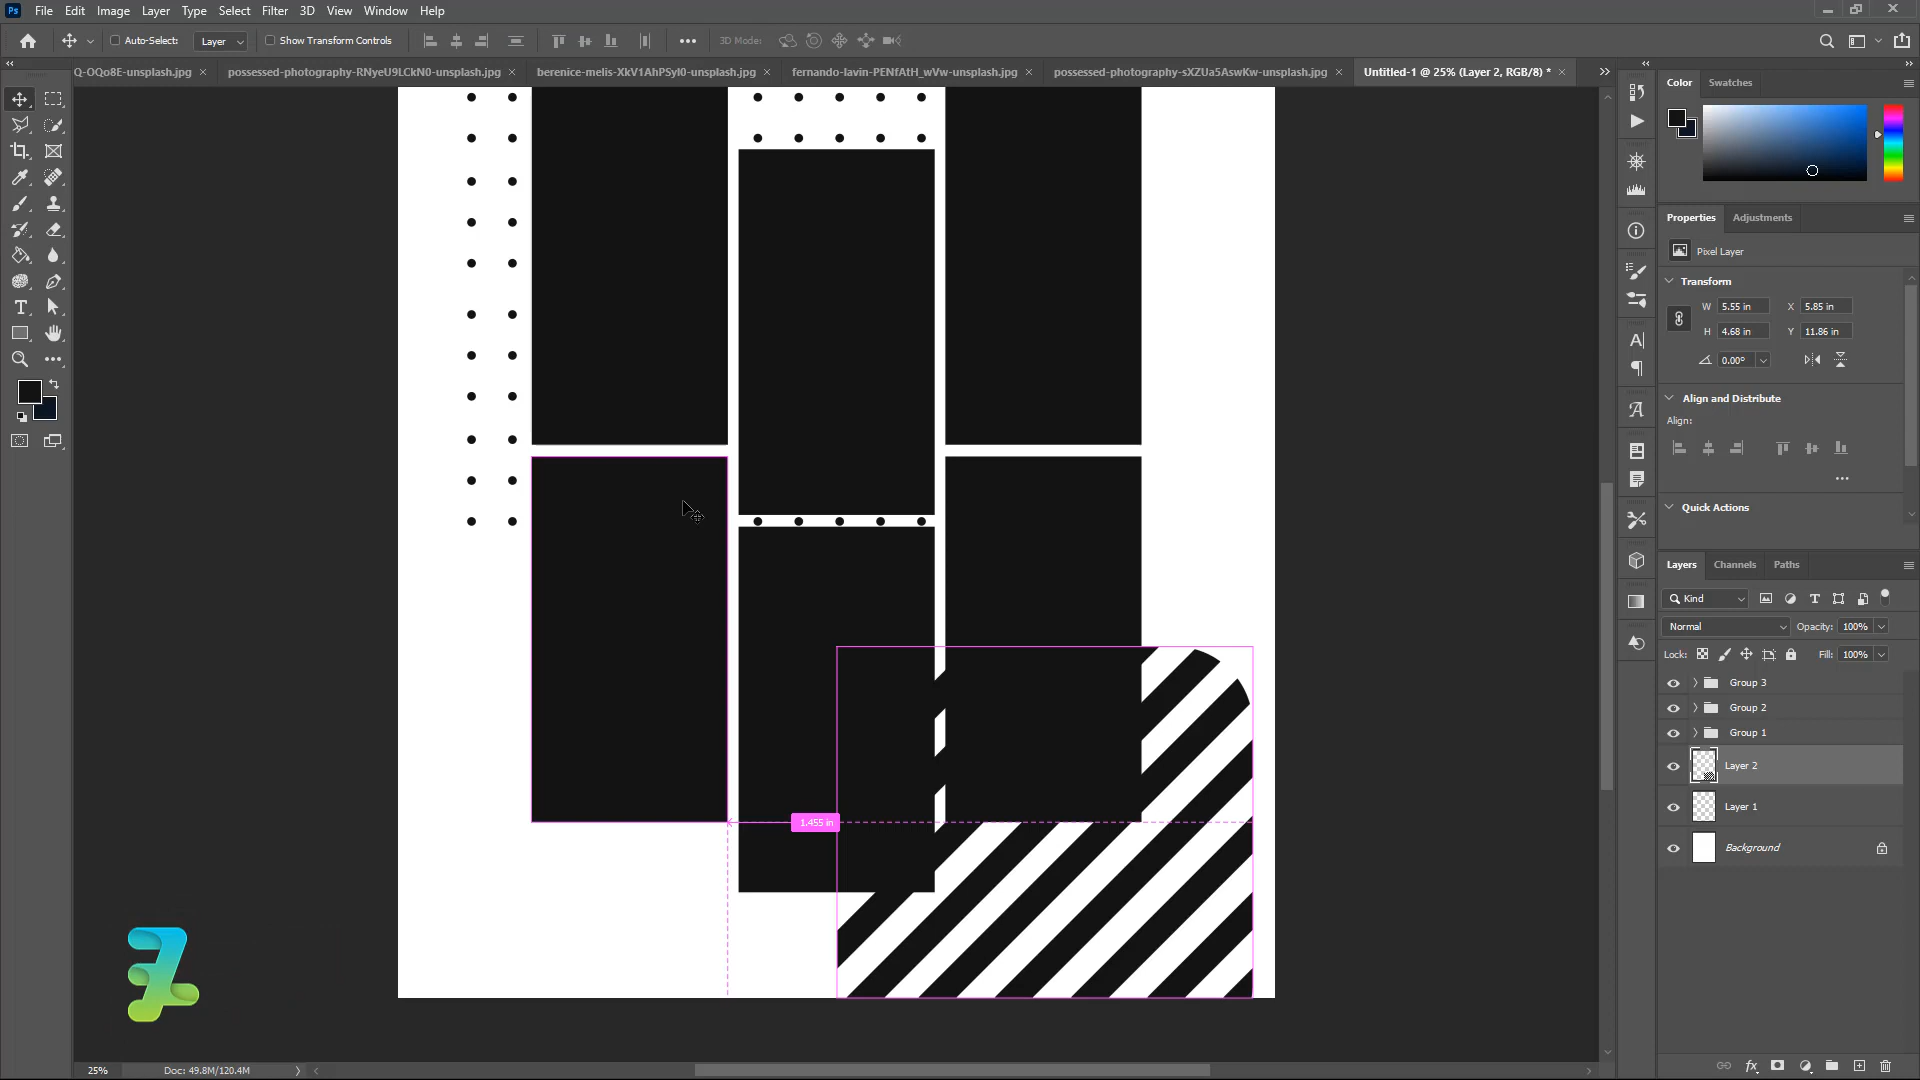 Ps File Edit Image Layer Type Select Filter 3D View Window Help
Auto-Select: Layer Show Transform Controls 3D Mode:
Q-OQo8E-unsplash.jpg possessed-photography-RNyeU9LCkN0-unsplash.jpg berenice-melis-XkV1AhPSyI0-unsplash.jpg fernando-lavin-PENfAtH_wVw-unsplash.jpg possessed-photography-sXZUa5AswKw-unsplash.jpg Untitled-1 @ 25% (Layer 2, RGB/8) *
Color Swatches
Properties Adjustments
Pixel Layer
Transform
W 5.55 in X 5.85 in
H 4.68 in Y 11.86 in
0.00°
Align and Distribute
Align:
Quick Actions
Layers Channels Paths
Kind
Normal Opacity: 100%
Lock: Fill: 100%
Group 3
Group 2
Group 1
Layer 2
Layer 1
Background
1.455 in
25% Doc: 49.8M/120.4M